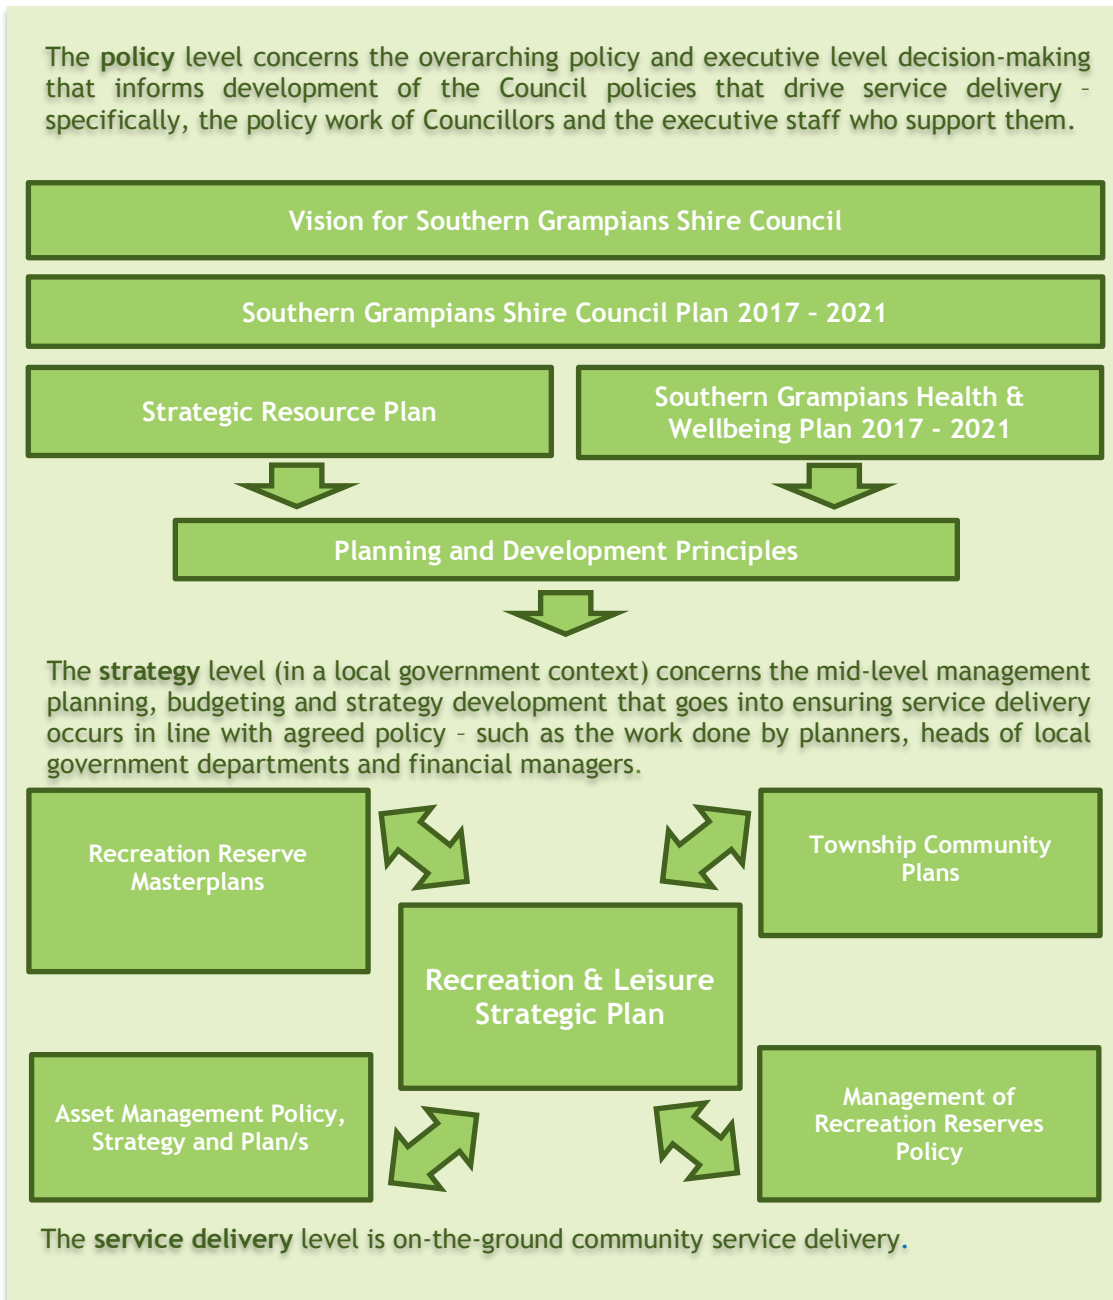 The policy level concerns the overarching policy and executive level decision-making
that informs development of the Council policies that drive service delivery –
specifically, the policy work of Councillors and the executive staff who support them.
Vision for Southern Grampians Shire Council
Southern Grampians Shire Council Plan 2017 – 2021
Strategic Resource Plan
Southern Grampians Health &
Wellbeing Plan 2017 - 2021
Planning and Development Principles
The strategy level (in a local government context) concerns the mid-level management
planning, budgeting and strategy development that goes into ensuring service delivery
occurs in line with agreed policy – such as the work done by planners, heads of local
government departments and financial managers.
Recreation Reserve
Masterplans
Township Community
Plans
Recreation & Leisure
Strategic Plan
Asset Management Policy,
Strategy and Plan/s
Management of
Recreation Reserves
Policy
The service delivery level is on-the-ground community service delivery.